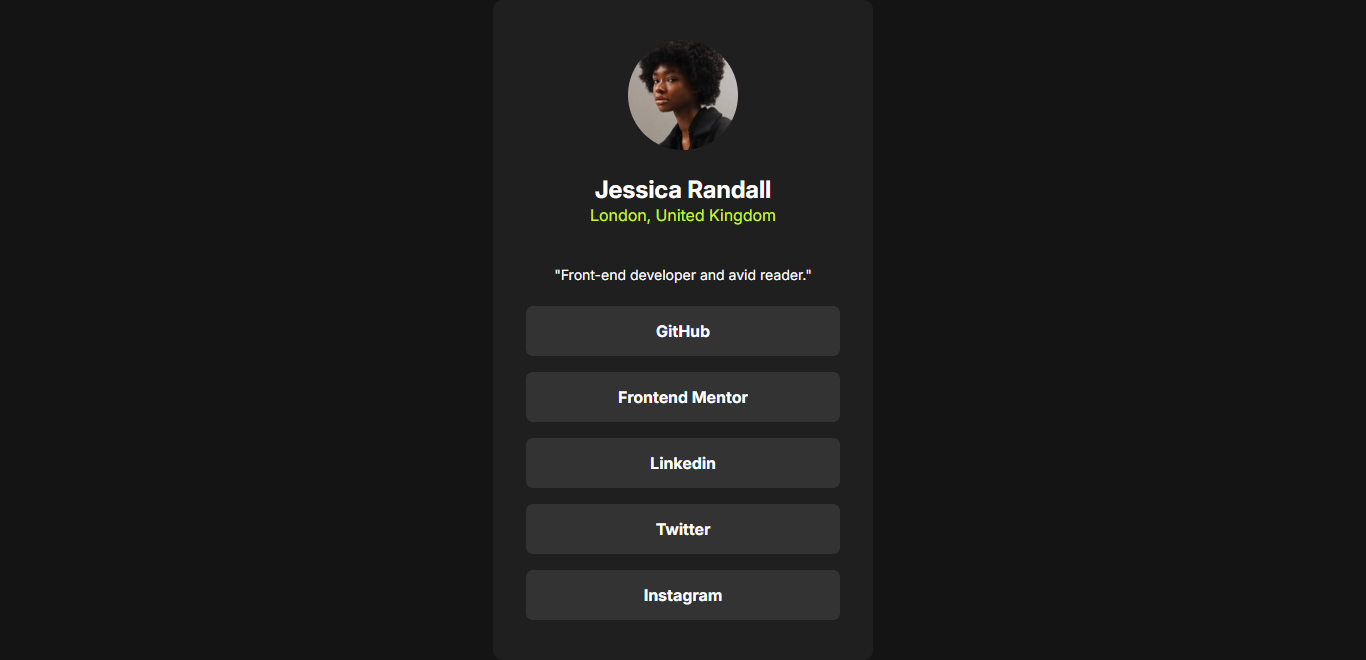 Jessica Randall
London, United Kingdom
"Front-end developer and avid reader."
GitHub
Frontend Mentor
Linkedin
Twitter
Instagram